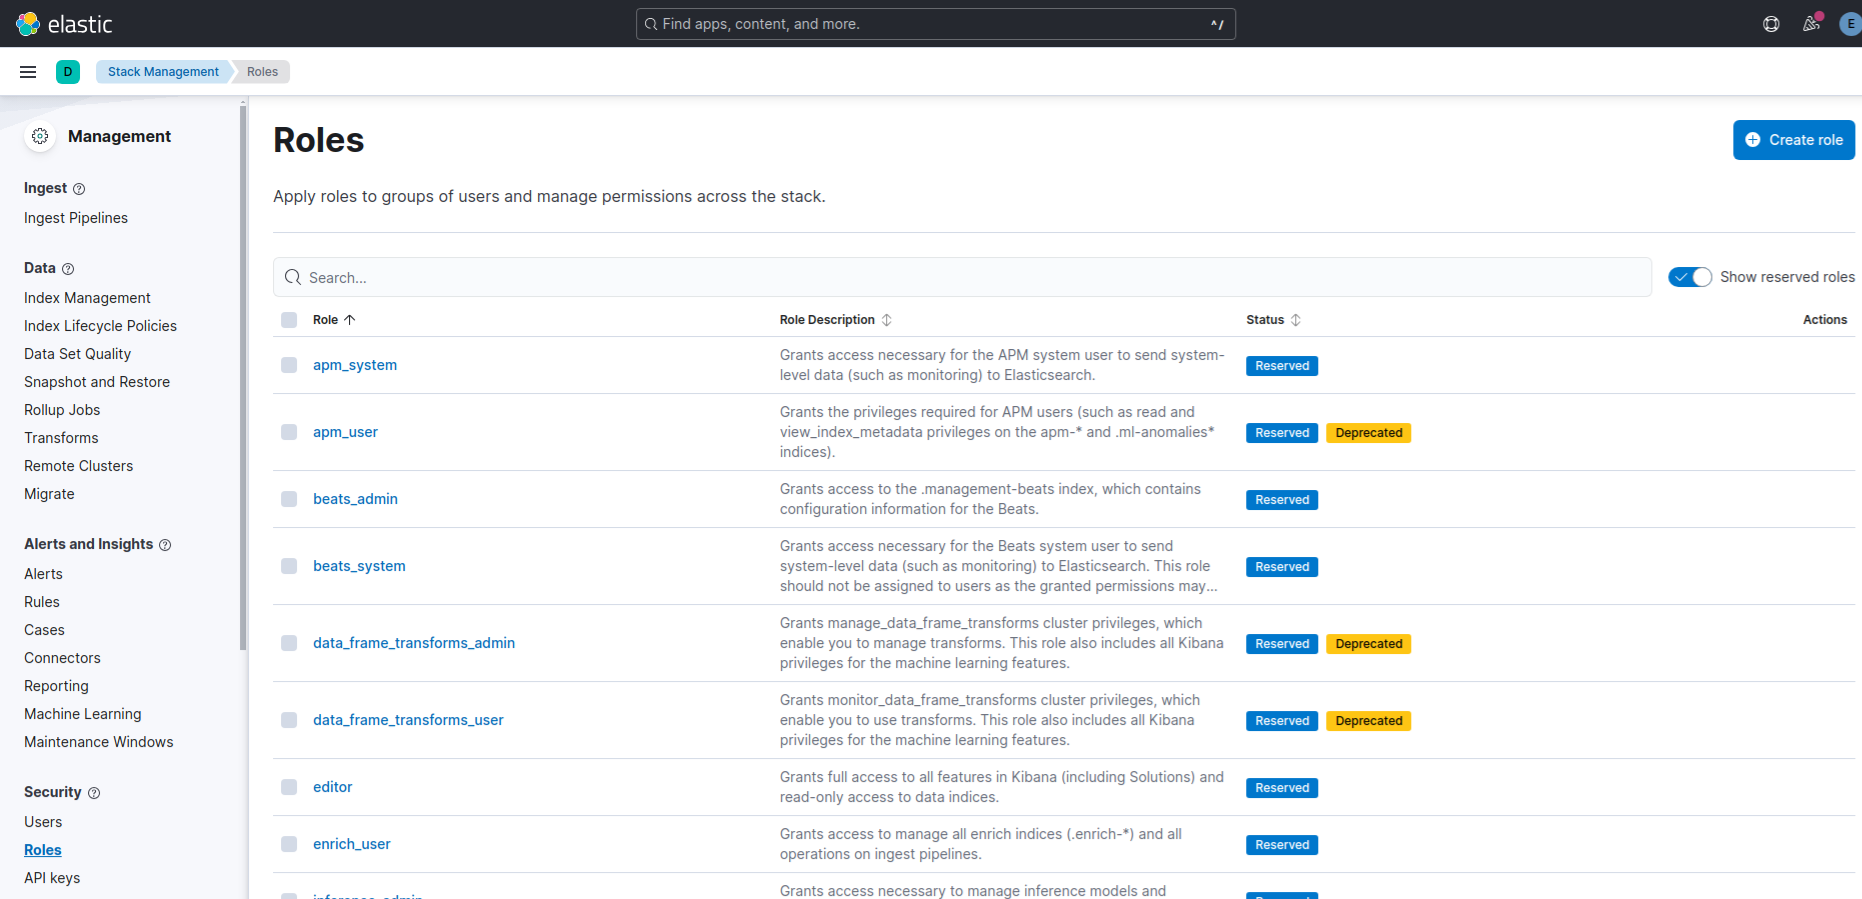 elastic
Find apps, content, and more.
^/
E
D
Stack Management
Roles
Management
Ingest
Ingest Pipelines
Data
Index Management
Index Lifecycle Policies
Data Set Quality
Snapshot and Restore
Rollup Jobs
Transforms
Remote Clusters
Migrate
Alerts and Insights
Alerts
Rules
Cases
Connectors
Reporting
Machine Learning
Maintenance Windows
Security
Users
Roles
API keys
Roles
Create role
Apply roles to groups of users and manage permissions across the stack.
Search...
Show reserved roles
Role
Role Description
Status
Actions
apm_system
Grants access necessary for the APM system user to send system-
level data (such as monitoring) to Elasticsearch.
Reserved
apm_user
Grants the privileges required for APM users (such as read and
view_index_metadata privileges on the apm-* and .ml-anomalies*
indices).
Reserved
Deprecated
beats_admin
Grants access to the .management-beats index, which contains
configuration information for the Beats.
Reserved
beats_system
Grants access necessary for the Beats system user to send
system-level data (such as monitoring) to Elasticsearch. This role
should not be assigned to users as the granted permissions may...
Reserved
data_frame_transforms_admin
Grants manage_data_frame_transforms cluster privileges, which
enable you to manage transforms. This role also includes all Kibana
privileges for the machine learning features.
Reserved
Deprecated
data_frame_transforms_user
Grants monitor_data_frame_transforms cluster privileges, which
enable you to use transforms. This role also includes all Kibana
privileges for the machine learning features.
Reserved
Deprecated
editor
Grants full access to all features in Kibana (including Solutions) and
read-only access to data indices.
Reserved
enrich_user
Grants access to manage all enrich indices (.enrich-*) and all
operations on ingest pipelines.
Reserved
inference_admin
Grants access necessary to manage inference models and